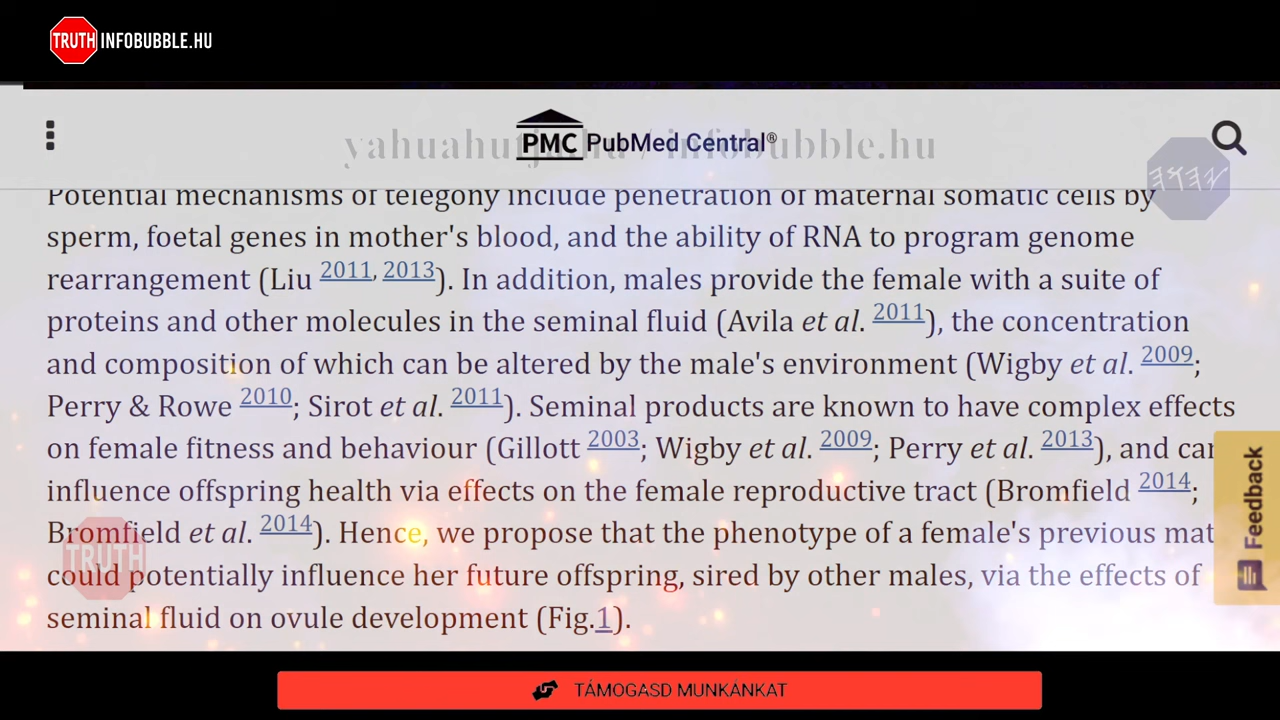 TRUTH INFOBUBBLE.HU
PMC PubMed Central®
Potential mechanisms of telegony include penetration of maternal somatic cells by
sperm, foetal genes in mother's blood, and the ability of RNA to program genome
rearrangement (Liu 2011, 2013). In addition, males provide the female with a suite of
proteins and other molecules in the seminal fluid (Avila et al. 2011), the concentration
and composition of which can be altered by the male's environment (Wigby et al. 2009;
Perry & Rowe 2010; Sirot et al. 2011). Seminal products are known to have complex effects
on female fitness and behaviour (Gillott 2003; Wigby et al. 2009; Perry et al. 2013), and can
influence offspring health via effects on the female reproductive tract (Bromfield 2014;
Bromfield et al. 2014). Hence, we propose that the phenotype of a female's previous mat
could potentially influence her future offspring, sired by other males, via the effects of
seminal fluid on ovule development (Fig.1).
Feedback
TRUTH
TÁMOGASD MUNKÁNKAT